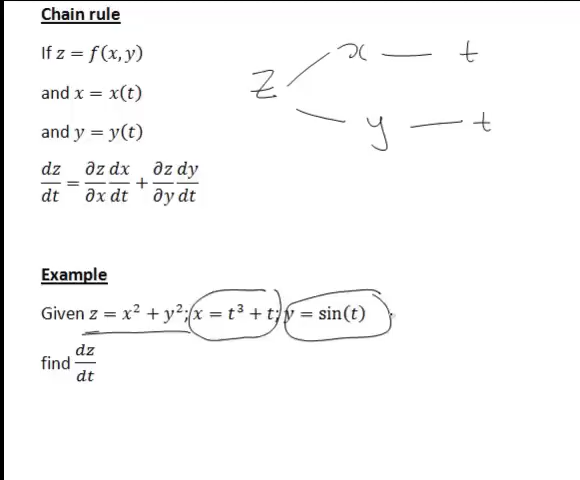 Chain rule
If z = f(x, y)
and x = x(t)
and y = y(t)
dz/dt = ∂z/∂x dx/dt + ∂z/∂y dy/dt
x — t
z
y — t
Example
Given z = x² + y²; x = t³ + t; y = sin(t)
find dz/dt